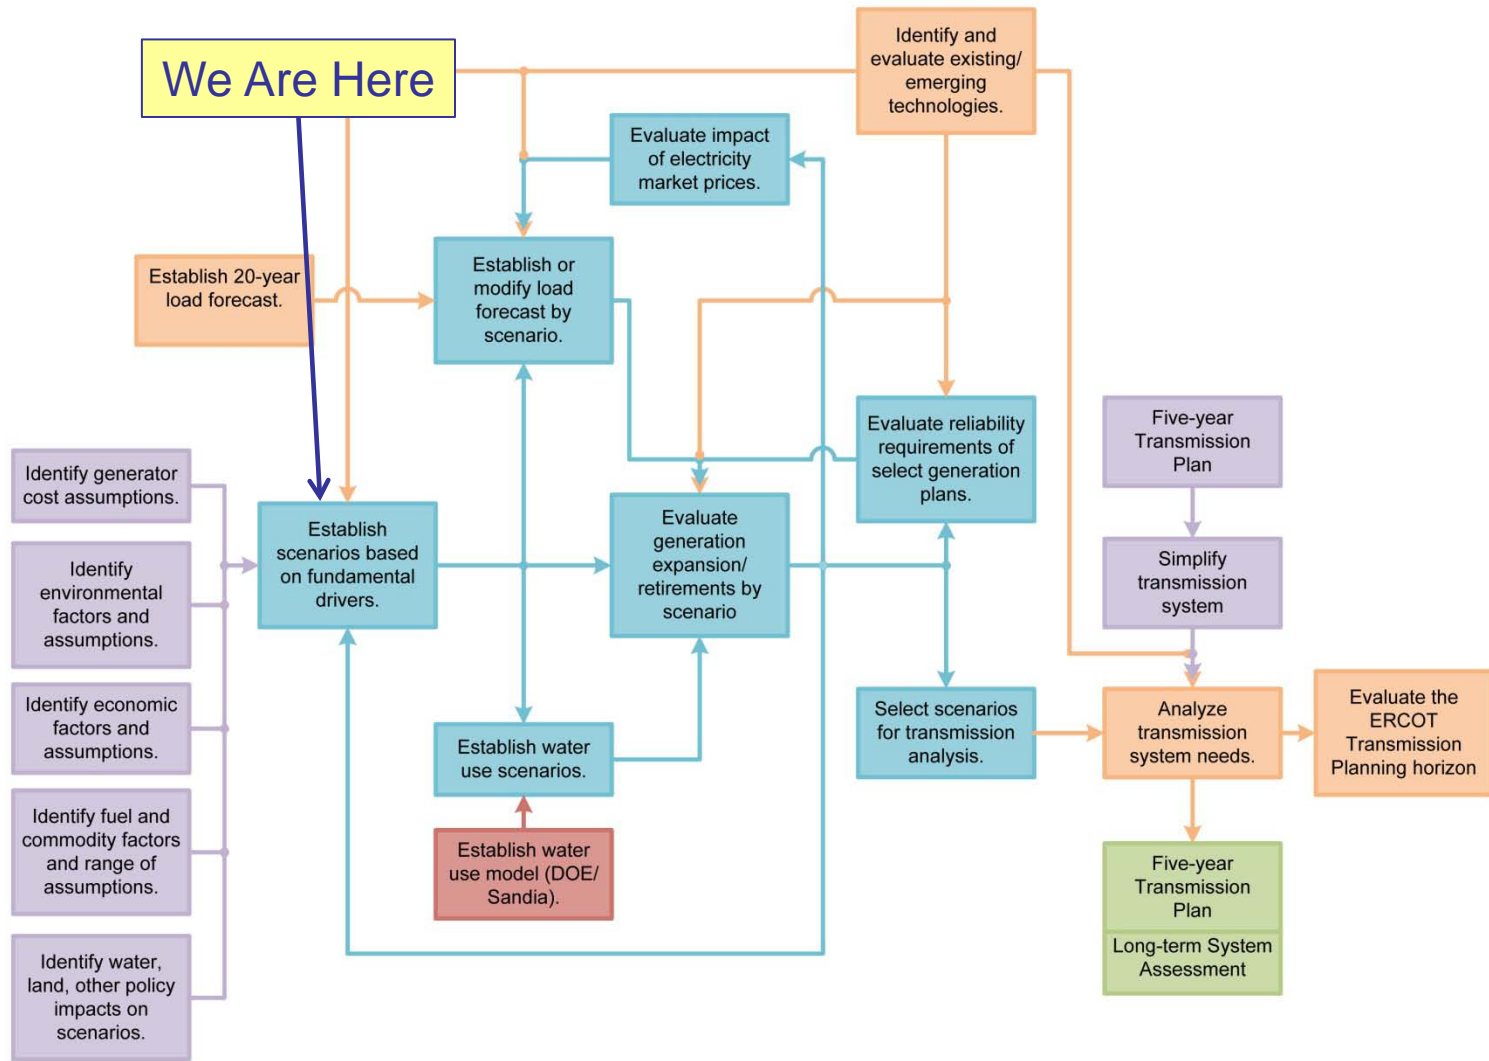 We Are Here
Identify and
evaluate existing/
emerging
technologies.
Evaluate impact
of electricity
market prices.
Establish 20-year
load forecast.
Establish or
modify load
forecast by
scenario.
Identify generator
cost assumptions.
Identify
environmental
factors and
assumptions.
Identify economic
factors and
assumptions.
Identify fuel and
commodity factors
and range of
assumptions.
Identify water,
land, other policy
impacts on
scenarios.
Establish
scenarios based
on fundamental
drivers.
Evaluate
generation
expansion/
retirements by
scenario
Establish water
use scenarios.
Establish water
use model (DOE/
Sandia).
Evaluate reliability
requirements of
select generation
plans.
Select scenarios
for transmission
analysis.
Five-year
Transmission
Plan
Simplify
transmission
system
Analyze
transmission
system needs.
Evaluate the
ERCOT
Transmission
Planning horizon
Five-year
Transmission
Plan
Long-term System
Assessment